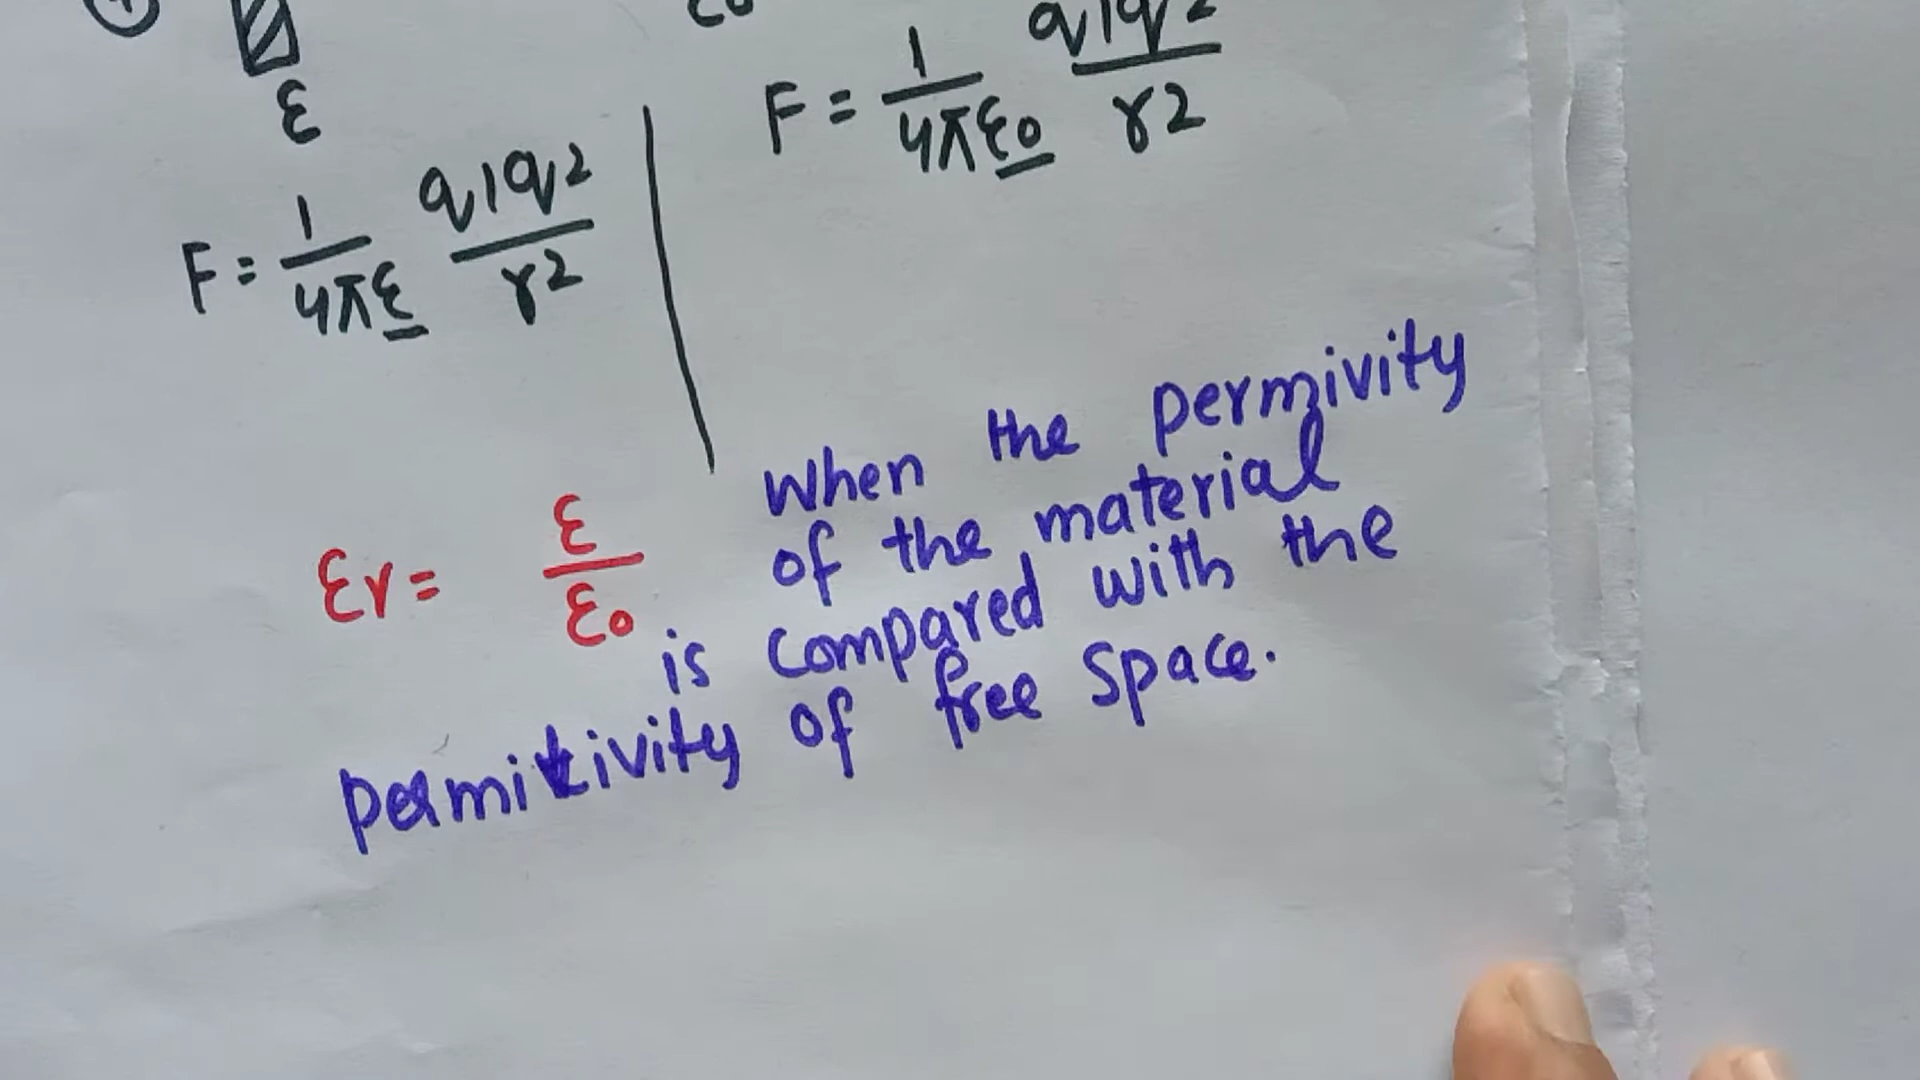 ε
F = 1/4πε q1q2/r2
F = 1/4πε0 q1q2/r2
εr = ε/ε0
When the permivity
of the material
is compared with the
permitivity of free space.